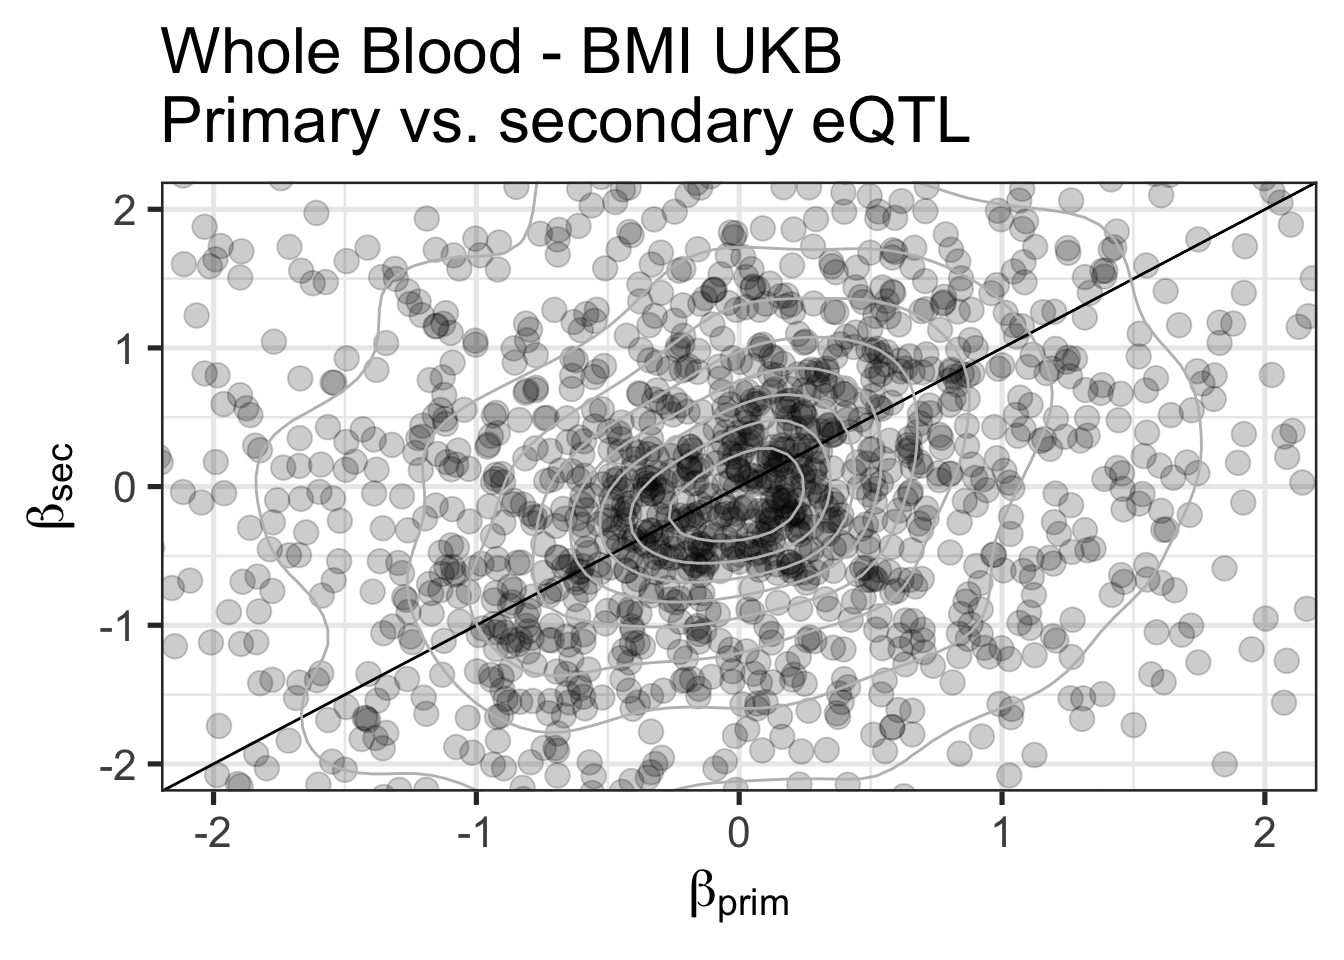 Whole Blood - BMI UKB
Primary vs. secondary eQTL
2
1
0
-1
-2
βsec
-2 -1 0 1 2
βprim